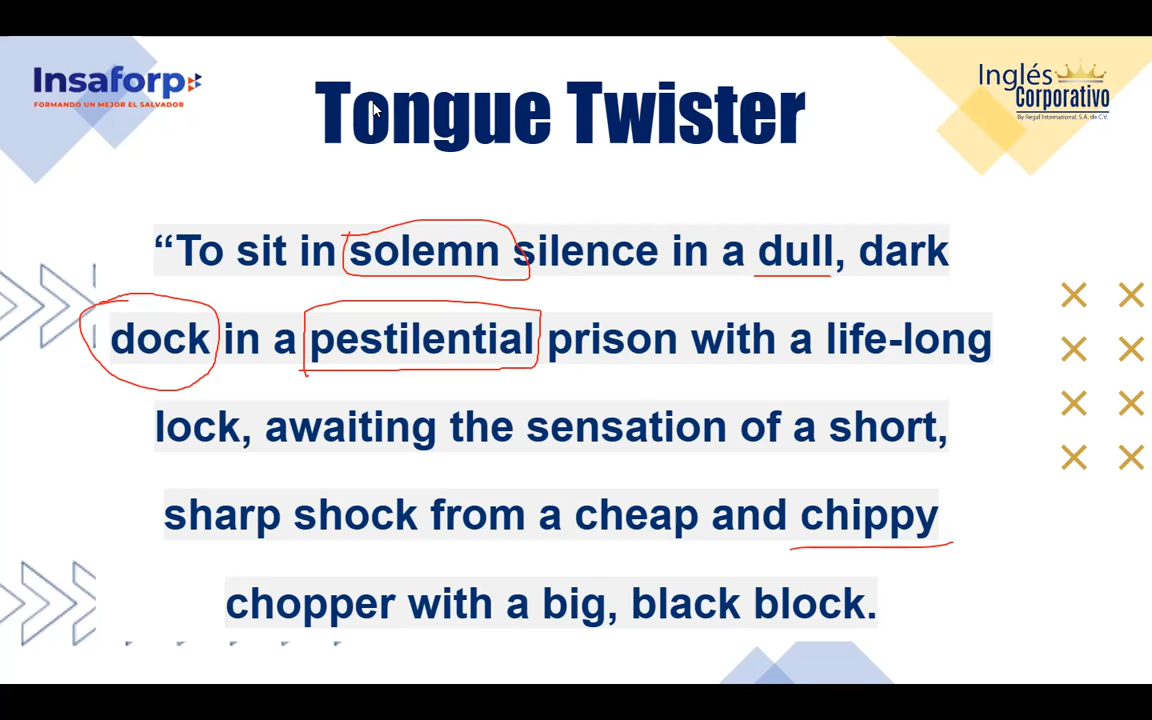 Insaforp
FORMANDO UN MEJOR EL SALVADOR
Tongue Twister
Inglés
Corporativo
By Regal International, S.A. de C.V.
“To sit in solemn silence in a dull, dark
dock in a pestilential prison with a life-long
lock, awaiting the sensation of a short,
sharp shock from a cheap and chippy
chopper with a big, black block.